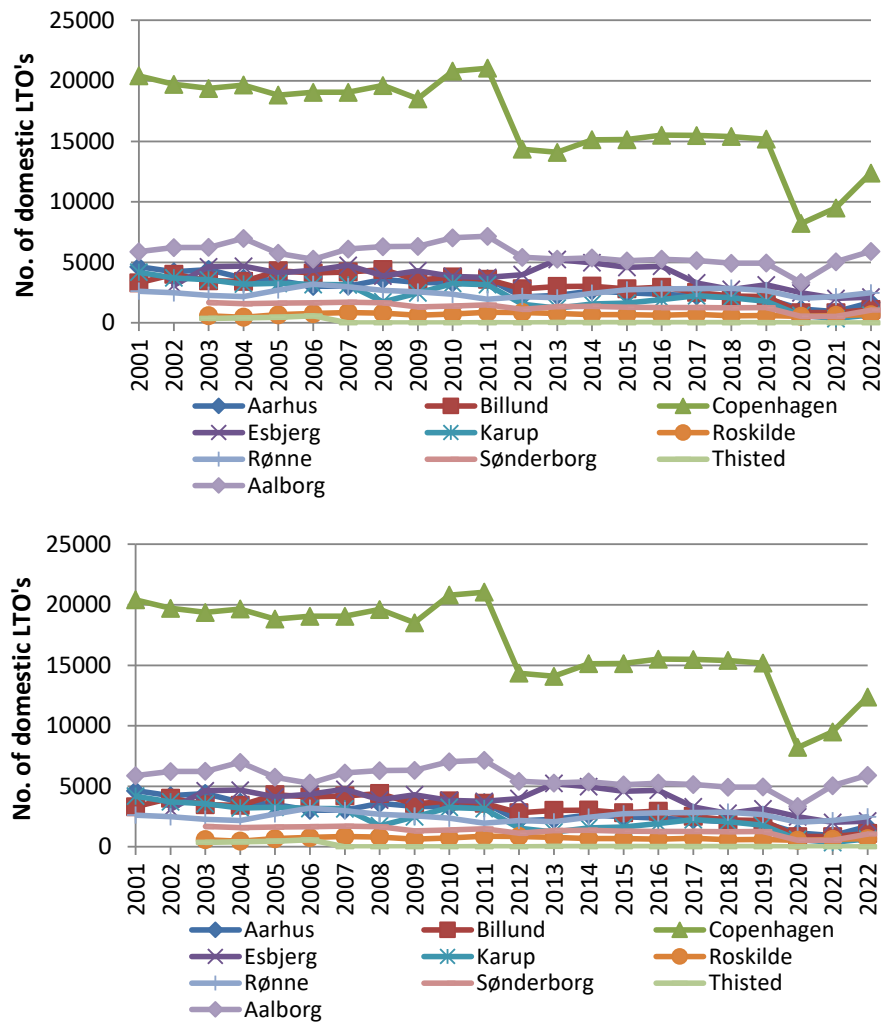 No. of domestic LTO's
25000
20000
15000
10000
5000
0
2001 2002 2003 2004 2005 2006 2007 2008 2009 2010 2011 2012 2013 2014 2015 2016 2017 2018 2019 2020 2021 2022
Aarhus Billund Copenhagen
Esbjerg Karup Roskilde
Rønne Sønderborg Thisted
Aalborg
No. of domestic LTO's
25000
20000
15000
10000
5000
0
2001 2002 2003 2004 2005 2006 2007 2008 2009 2010 2011 2012 2013 2014 2015 2016 2017 2018 2019 2020 2021 2022
Aarhus Billund Copenhagen
Esbjerg Karup Roskilde
Rønne Sønderborg Thisted
Aalborg